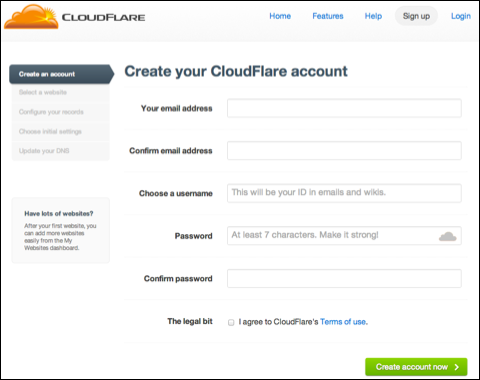 CLOUDFLARE
Home Features Help Sign up Login
Create an account
Select a website
Configure your records
Choose initial settings
Update your DNS
Have lots of websites?
After your first website, you
can add more websites
easily from the My
Websites dashboard.
Create your CloudFlare account
Your email address
Confirm email address
Choose a username This will be your ID in emails and wikis.
Password At least 7 characters. Make it strong!
Confirm password
The legal bit I agree to CloudFlare's Terms of use.
Create account now